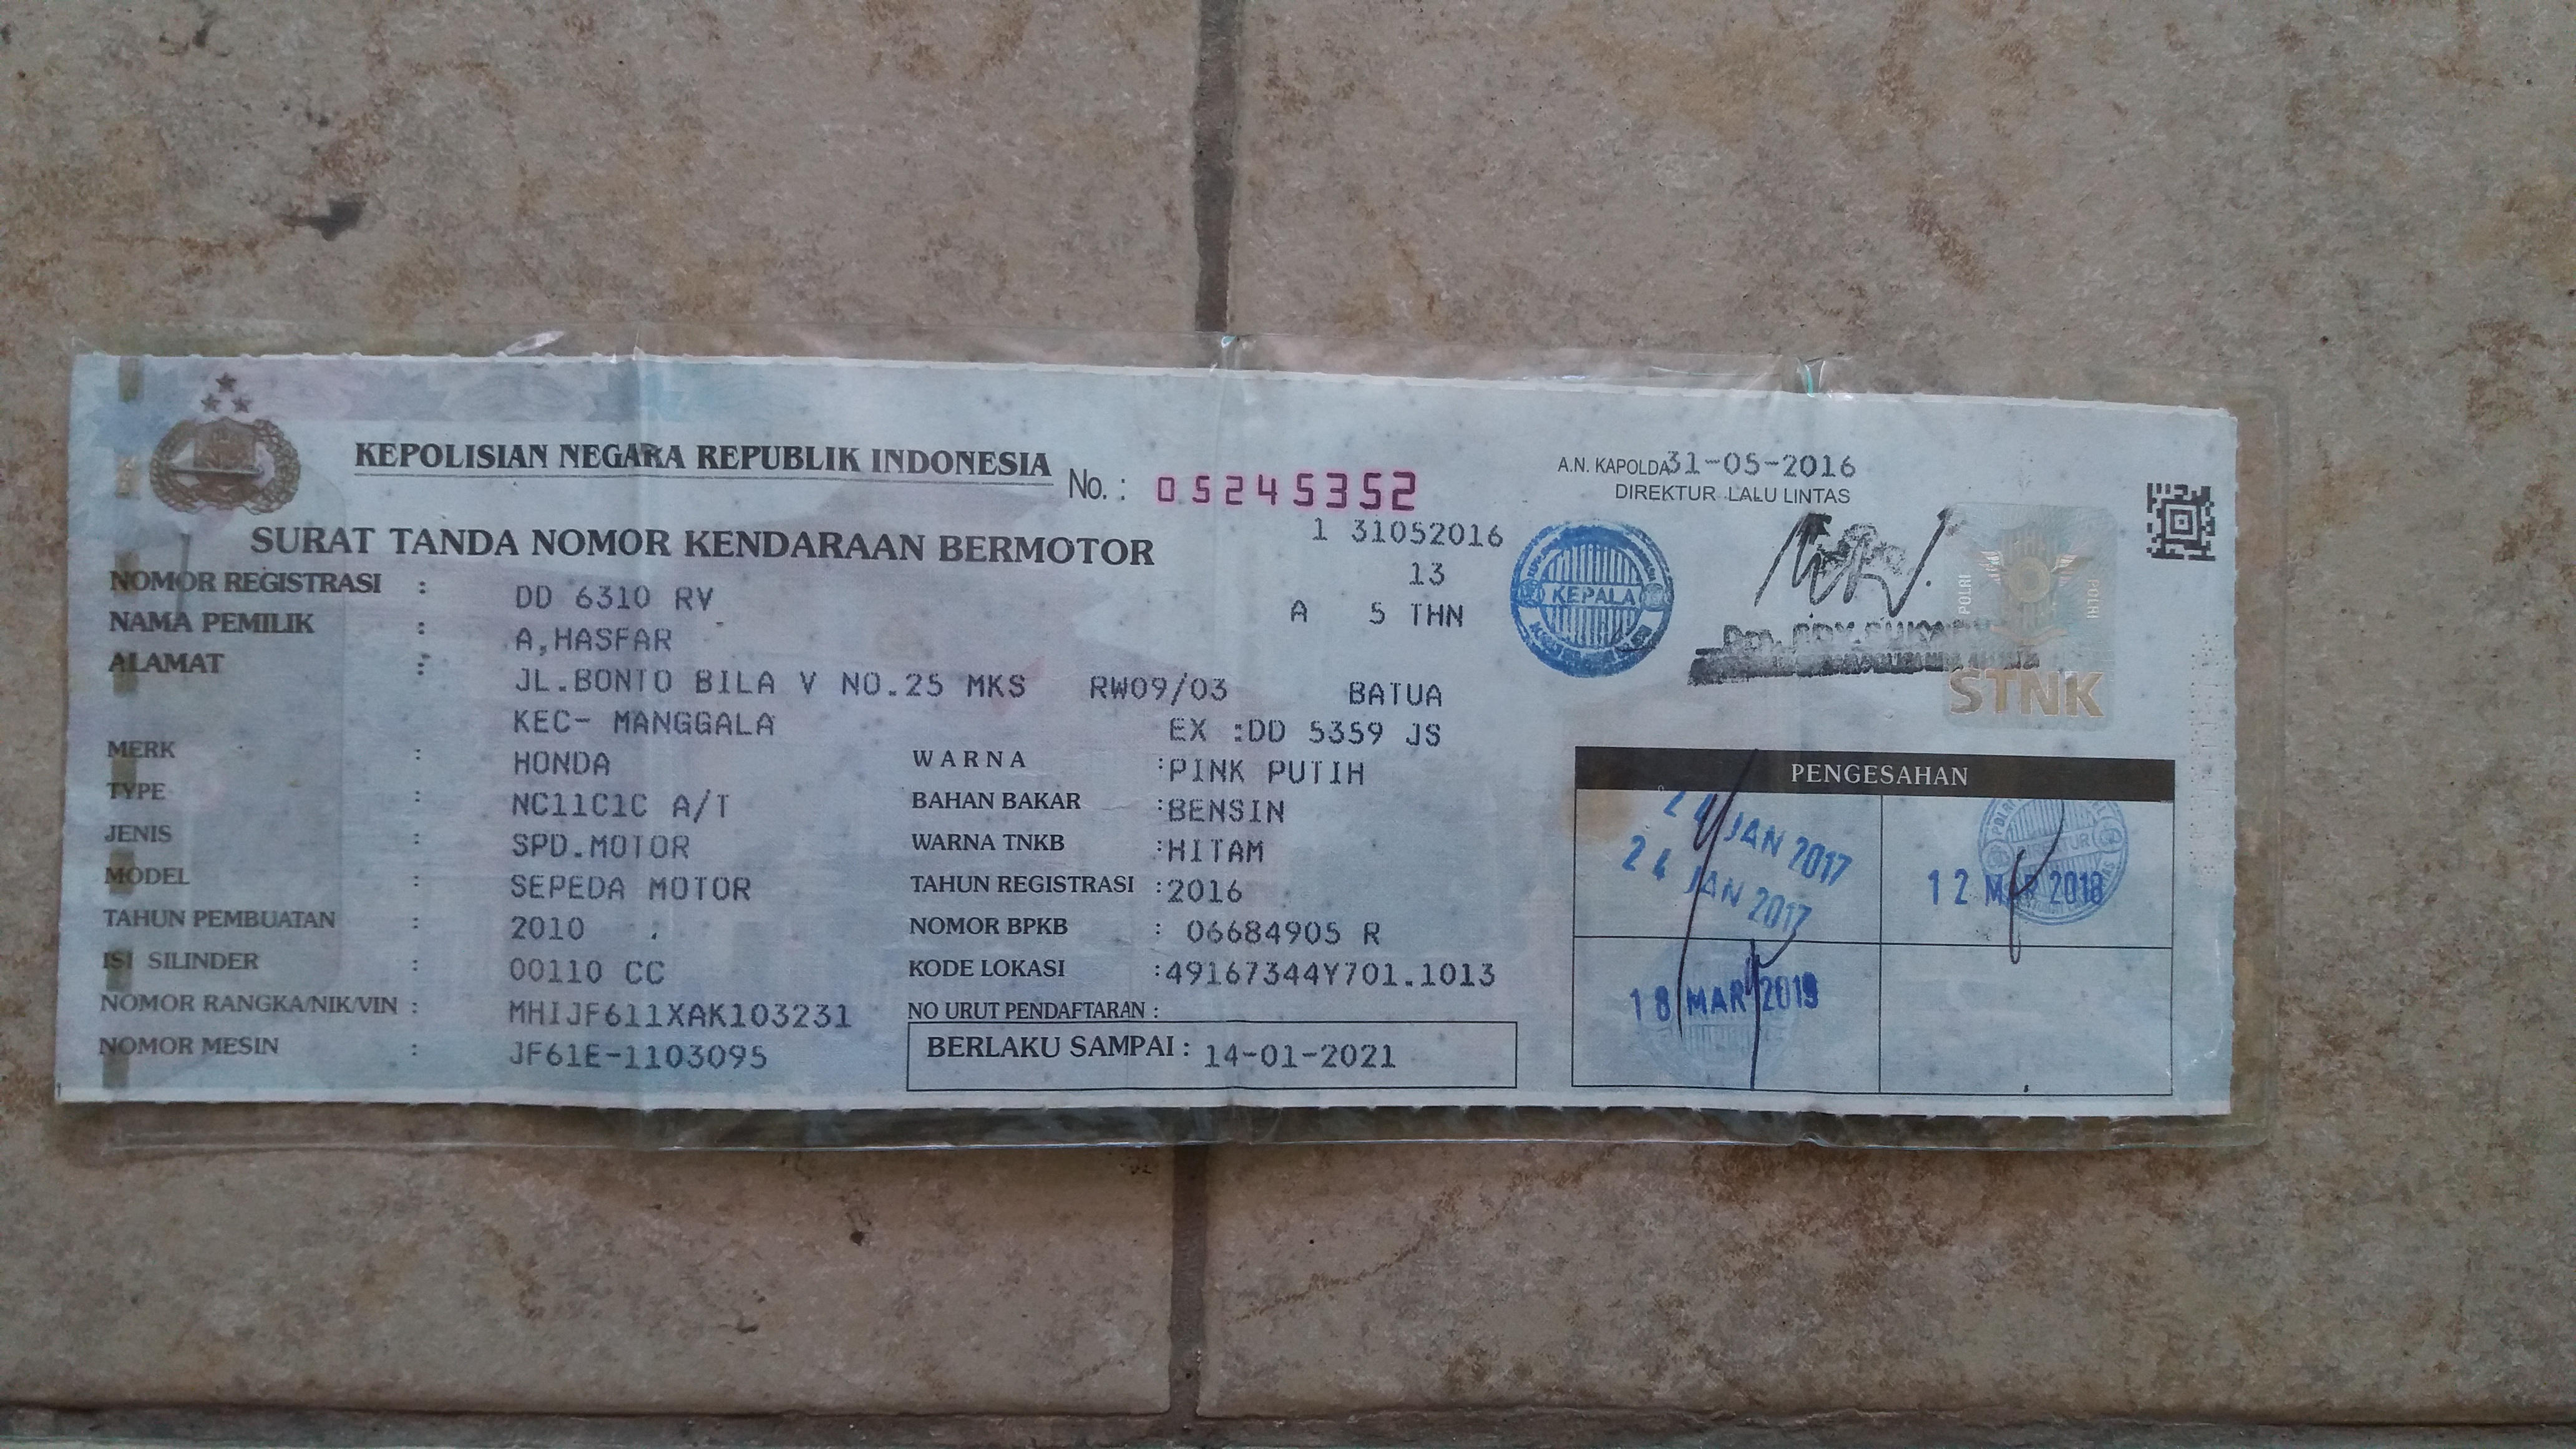 KEPOLISIAN NEGARA REPUBLIK INDONESIA No. : 05245352
SURAT TANDA NOMOR KENDARAAN BERMOTOR 1 31052016
13
NOMOR REGISTRASI : DD 6310 RV
NAMA PEMILIK : A,HASFAR A 5 THN
ALAMAT : JL.BONTO BILA V NO.25 MKS RW09/03 BATUA
KEC- MANGGALA EX :DD 5359 JS
MERK : HONDA
TYPE : NC11C1C A/T
JENIS : SPD.MOTOR
MODEL : SEPEDA MOTOR
TAHUN PEMBUATAN : 2010
ISI SILINDER : 00110 CC
NOMOR RANGKA/NIK/VIN : MHIJF611XAK103231
NOMOR MESIN : JF61E-1103095
WARNA :PINK PUTIH
BAHAN BAKAR :BENSIN
WARNA TNKB :HITAM
TAHUN REGISTRASI :2016
NOMOR BPKB : 06684905 R
KODE LOKASI :49167344Y701.1013
NO URUT PENDAFTARAN :
BERLAKU SAMPAI : 14-01-2021
A.N. KAPOLDA 31-05-2016
DIREKTUR LALU LINTAS
KEPALA
POLRI
POLRI
STNK
PENGESAHAN
JAN 2017
24 JAN 2017
12 2018
POLRI
18 MAR 2019